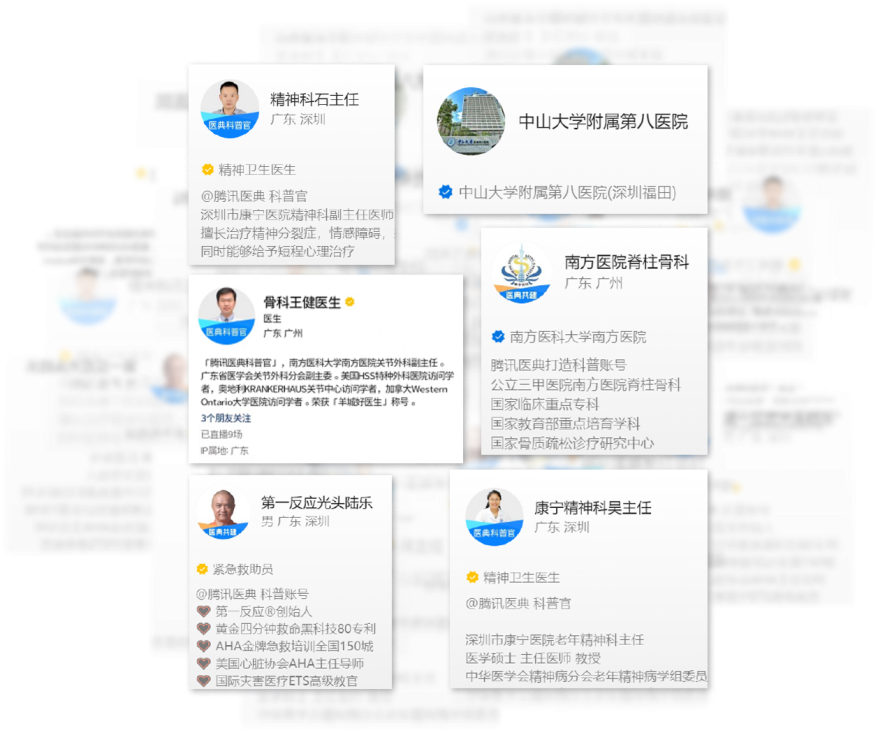 精神科石主任
广东 深圳
医典科普官
精神卫生医生
@腾讯医典 科普官
深圳市康宁医院精神科副主任医师
擅长治疗精神分裂症，情感障碍，
同时能够给予短程心理治疗
中山大学附属第八医院
中山大学附属第八医院(深圳福田)
南方医院脊柱骨科
广东 广州
医典共建
南方医科大学南方医院
腾讯医典打造科普账号
公立三甲医院南方医院脊柱骨科
国家临床重点专科
国家教育部重点培育学科
国家骨质疏松诊疗研究中心
骨科王健医生
医生
广东 广州
医典科普官
「腾讯医典科普官」，南方医科大学南方医院关节外科副主任。
广东省医学会关节外科分会副主委。美国HSS特种外科医院访问学
者，奥地利KRANKERHAUS关节中心访问学者，加拿大Western
Ontario大学医院访问学者。荣获「羊城好医生」称号。
3个朋友关注
已直播9场
IP属地: 广东
第一反应光头陆乐
男 广东 深圳
医典共建
紧急救助员
@腾讯医典 科普账号
第一反应®创始人
黄金四分钟救命黑科技80专利
AHA金牌急救培训全国150城
美国心脏协会AHA主任导师
国际灾害医疗ETS高级教官
康宁精神科吴主任
广东 深圳
医典科普官
精神卫生医生
@腾讯医典 科普官
深圳市康宁医院老年精神科主任
医学硕士 主任医师 教授
中华医学会精神病分会老年精神病学组委员